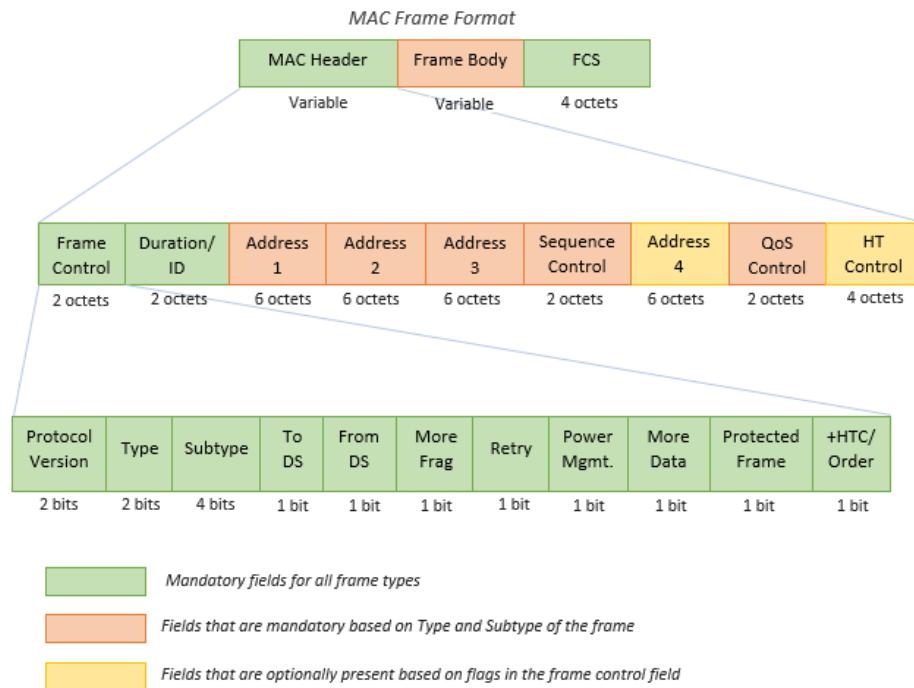 MAC Frame Format
MAC Header Frame Body FCS
Variable Variable 4 octets
Frame Control Duration/ ID Address 1 Address 2 Address 3 Sequence Control Address 4 QoS Control HT Control
2 octets 2 octets 6 octets 6 octets 6 octets 2 octets 6 octets 2 octets 4 octets
Protocol Version Type Subtype To DS From DS More Frag Retry Power Mgmt. More Data Protected Frame +HTC/ Order
2 bits 2 bits 4 bits 1 bit 1 bit 1 bit 1 bit 1 bit 1 bit 1 bit 1 bit
Mandatory fields for all frame types
Fields that are mandatory based on Type and Subtype of the frame
Fields that are optionally present based on flags in the frame control field